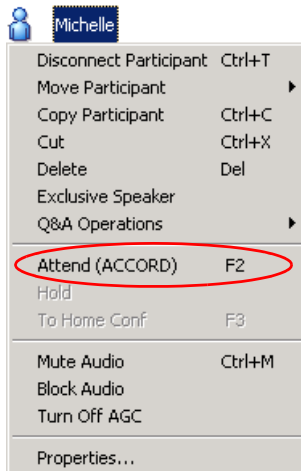 Michelle
Disconnect Participant Ctrl+T
Move Participant
Copy Participant Ctrl+C
Cut Ctrl+X
Delete Del
Exclusive Speaker
Q&A Operations
Attend (ACCORD) F2
Hold
To Home Conf F3
Mute Audio Ctrl+M
Block Audio
Turn Off AGC
Properties...